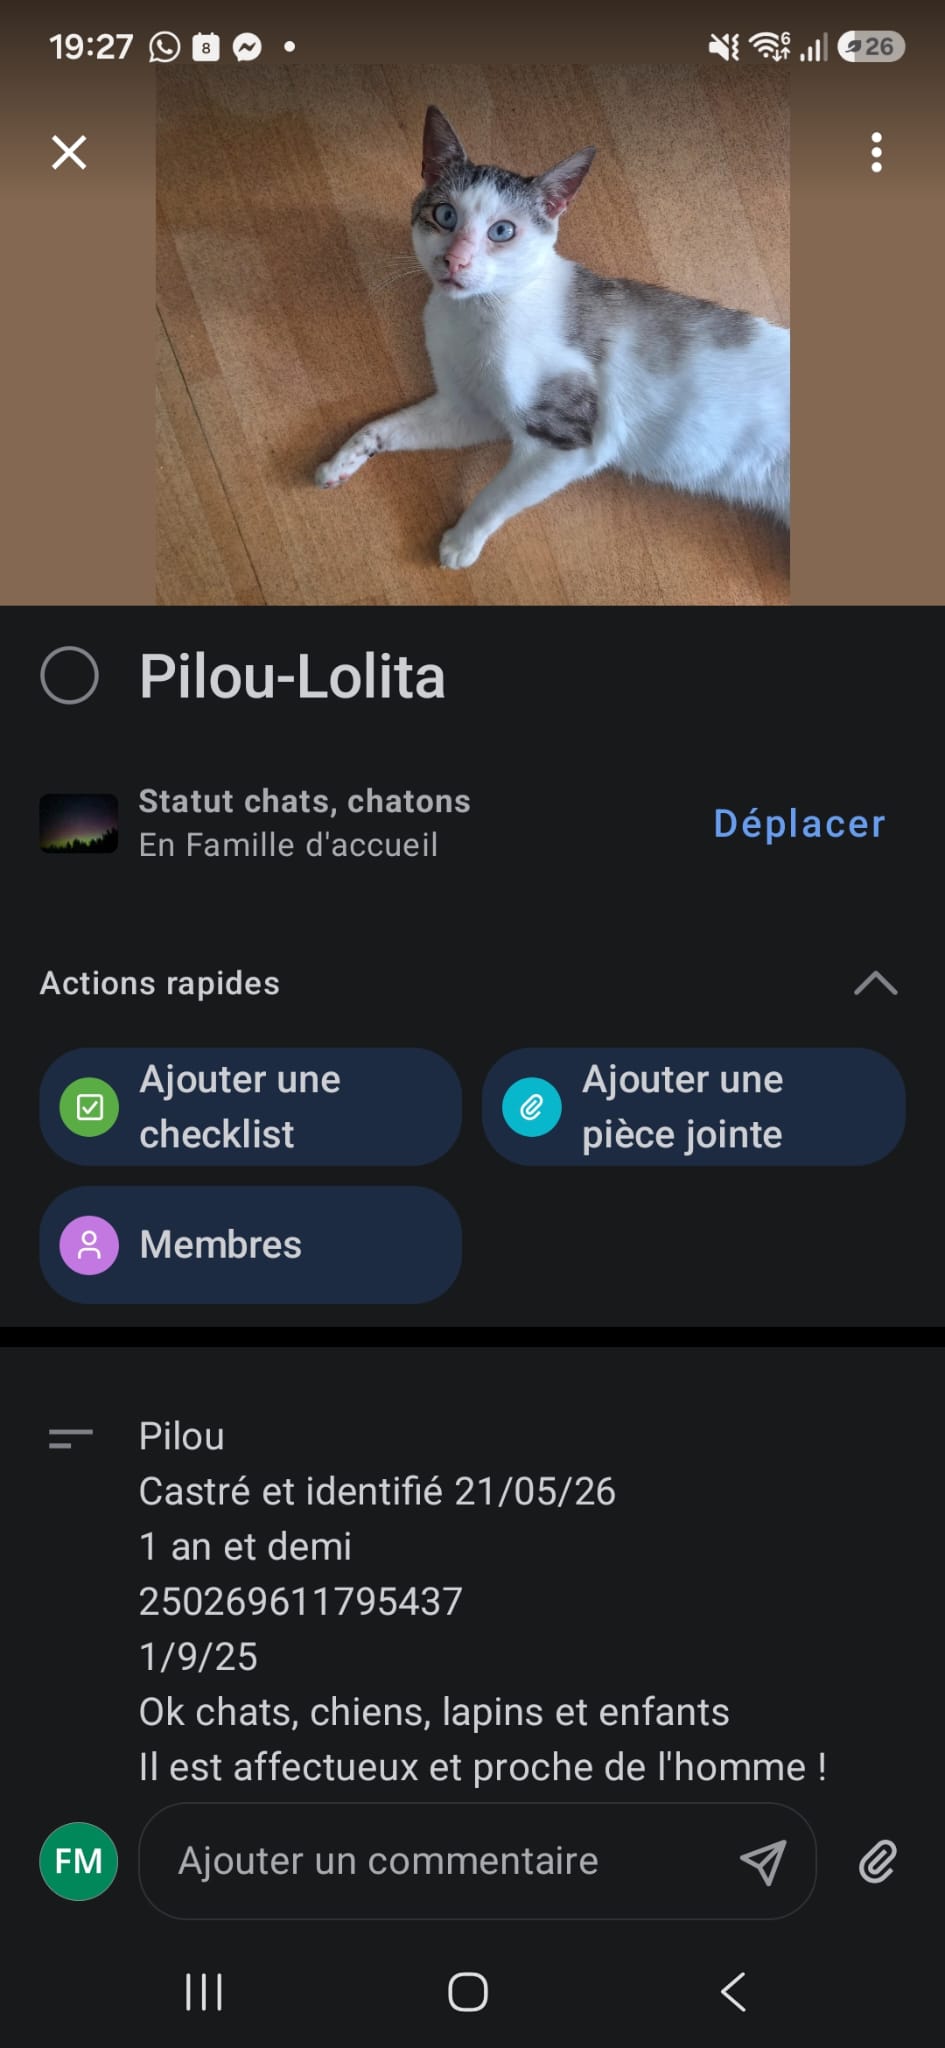 19:27
8
6
26
Pilou-Lolita
Statut chats, chatons
En Famille d'accueil
Déplacer
Actions rapides
Ajouter une
checklist
Ajouter une
pièce jointe
Membres
Pilou
Castré et identifié 21/05/26
1 an et demi
250269611795437
1/9/25
Ok chats, chiens, lapins et enfants
Il est affectueux et proche de l'homme !
FM
Ajouter un commentaire